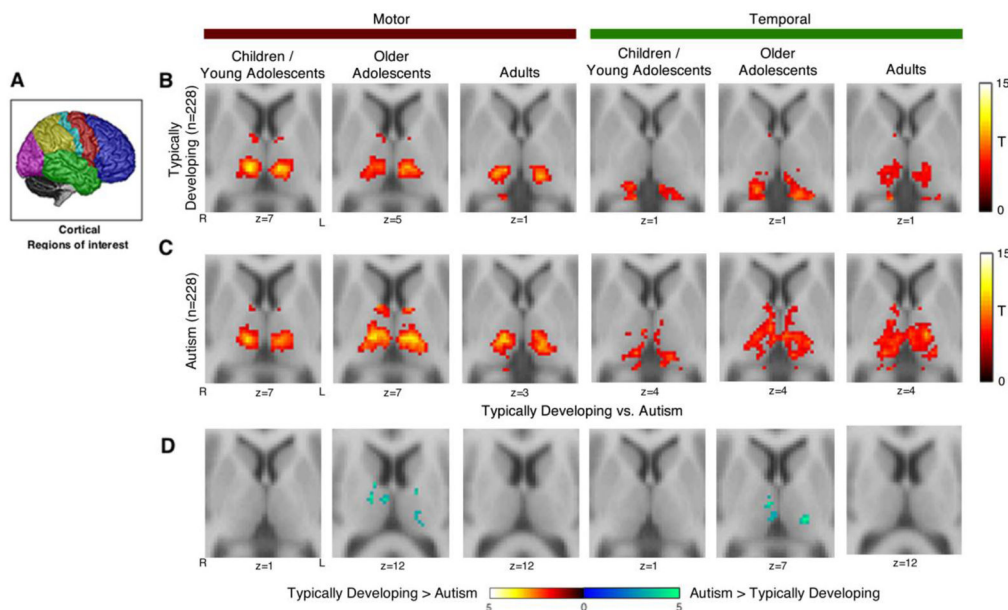 Motor
Temporal
Children / Young Adolescents
Older Adolescents
Adults
Children / Young Adolescents
Older Adolescents
Adults
A
Cortical
Regions of interest
B
Typically
Developing (n=228)
R
L
z=7
z=5
z=1
z=1
z=1
z=1
15
T
0
C
Autism (n=228)
R
L
z=7
z=7
z=3
z=4
z=4
z=4
15
T
0
Typically Developing vs. Autism
D
R
L
z=1
z=12
z=12
z=1
z=7
z=12
Typically Developing > Autism
Autism > Typically Developing
5
0
5